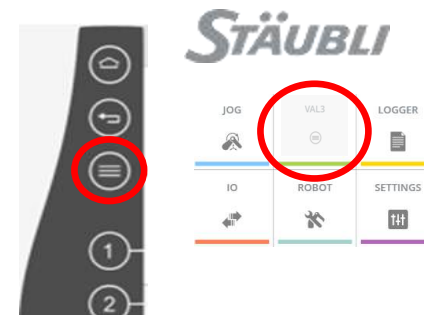 STÄUBLI
JOG VAL3 LOGGER
IO ROBOT SETTINGS
1
2